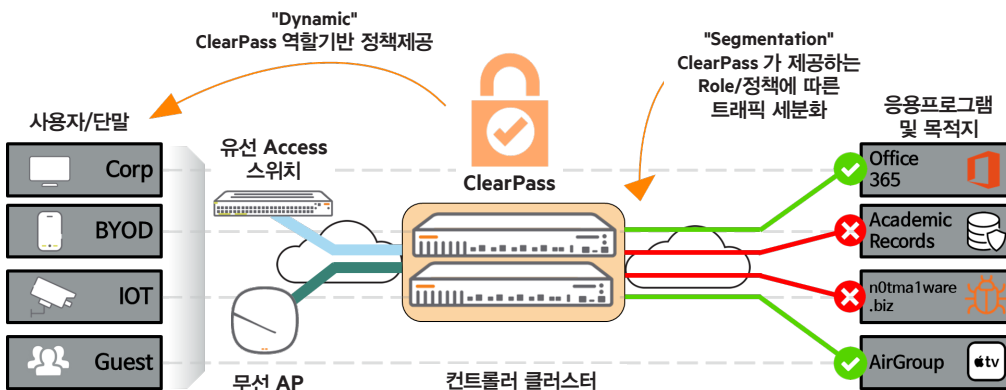 "Dynamic"
ClearPass 역할기반 정책제공
"Segmentation"
ClearPass 가 제공하는
Role/정책에 따른
트래픽 세분화
사용자/단말
Corp
BYOD
IOT
Guest
유선 Access
스위치
무선 AP
ClearPass
컨트롤러 클러스터
응용프로그램
및 목적지
Office
365
Academic
Records
n0tma1ware
.biz
AirGroup
tv